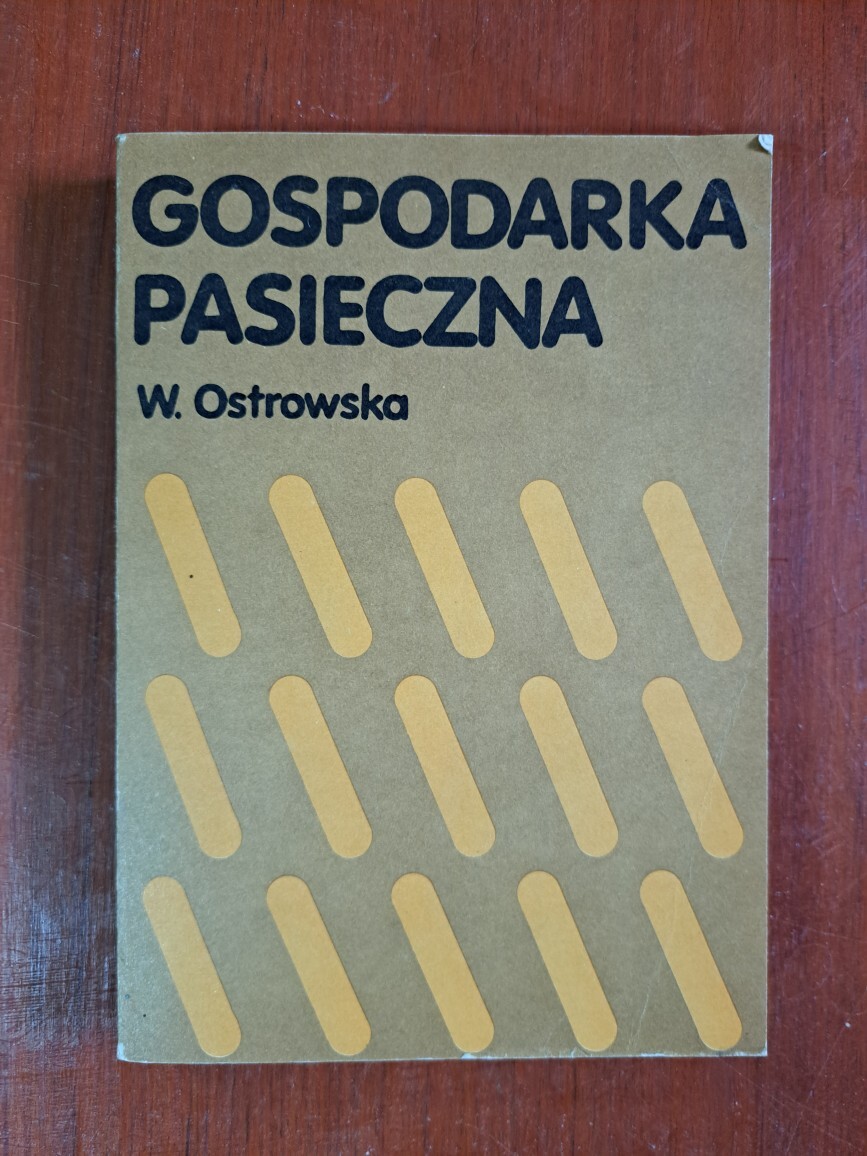 GOSPODARKA
PASIECZNA
W. Ostrowska